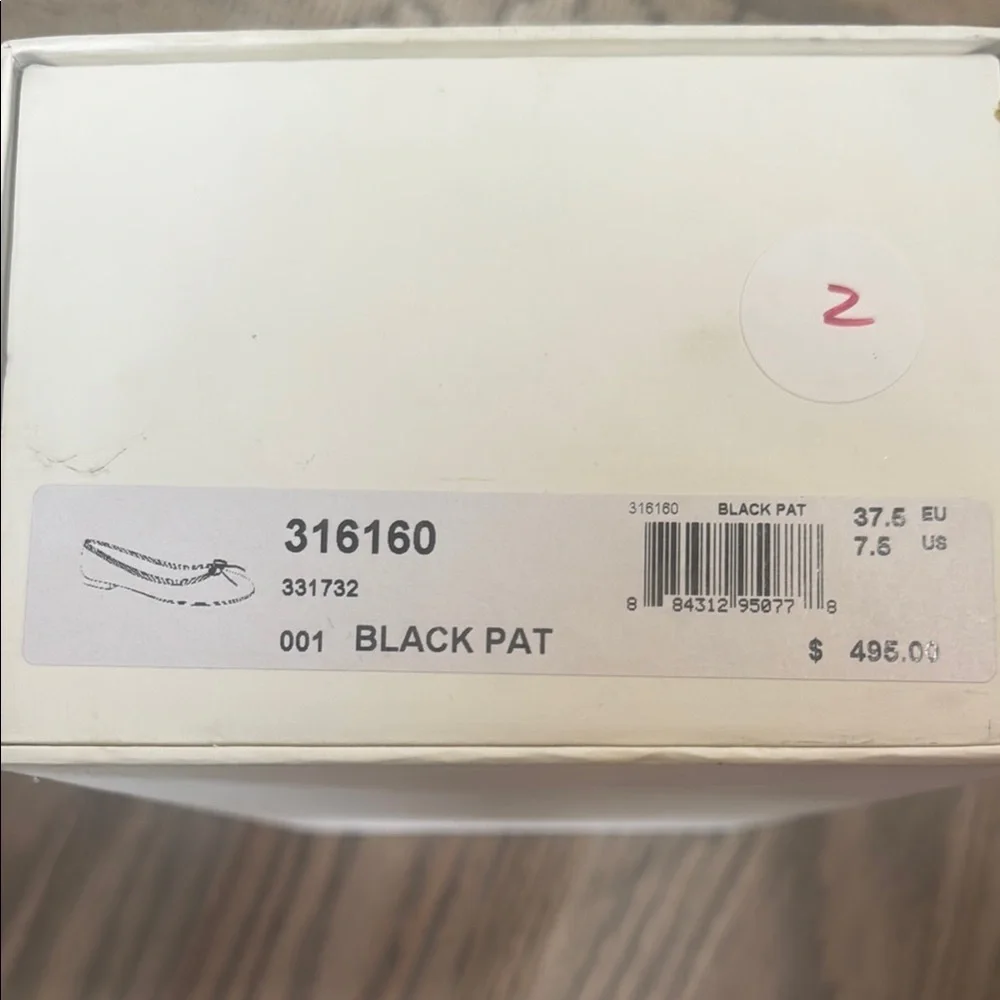 2
316160
331732
001 BLACK PAT
316160 BLACK PAT
8 84312 95077 8
37.5 EU
7.5 US
$ 495.00